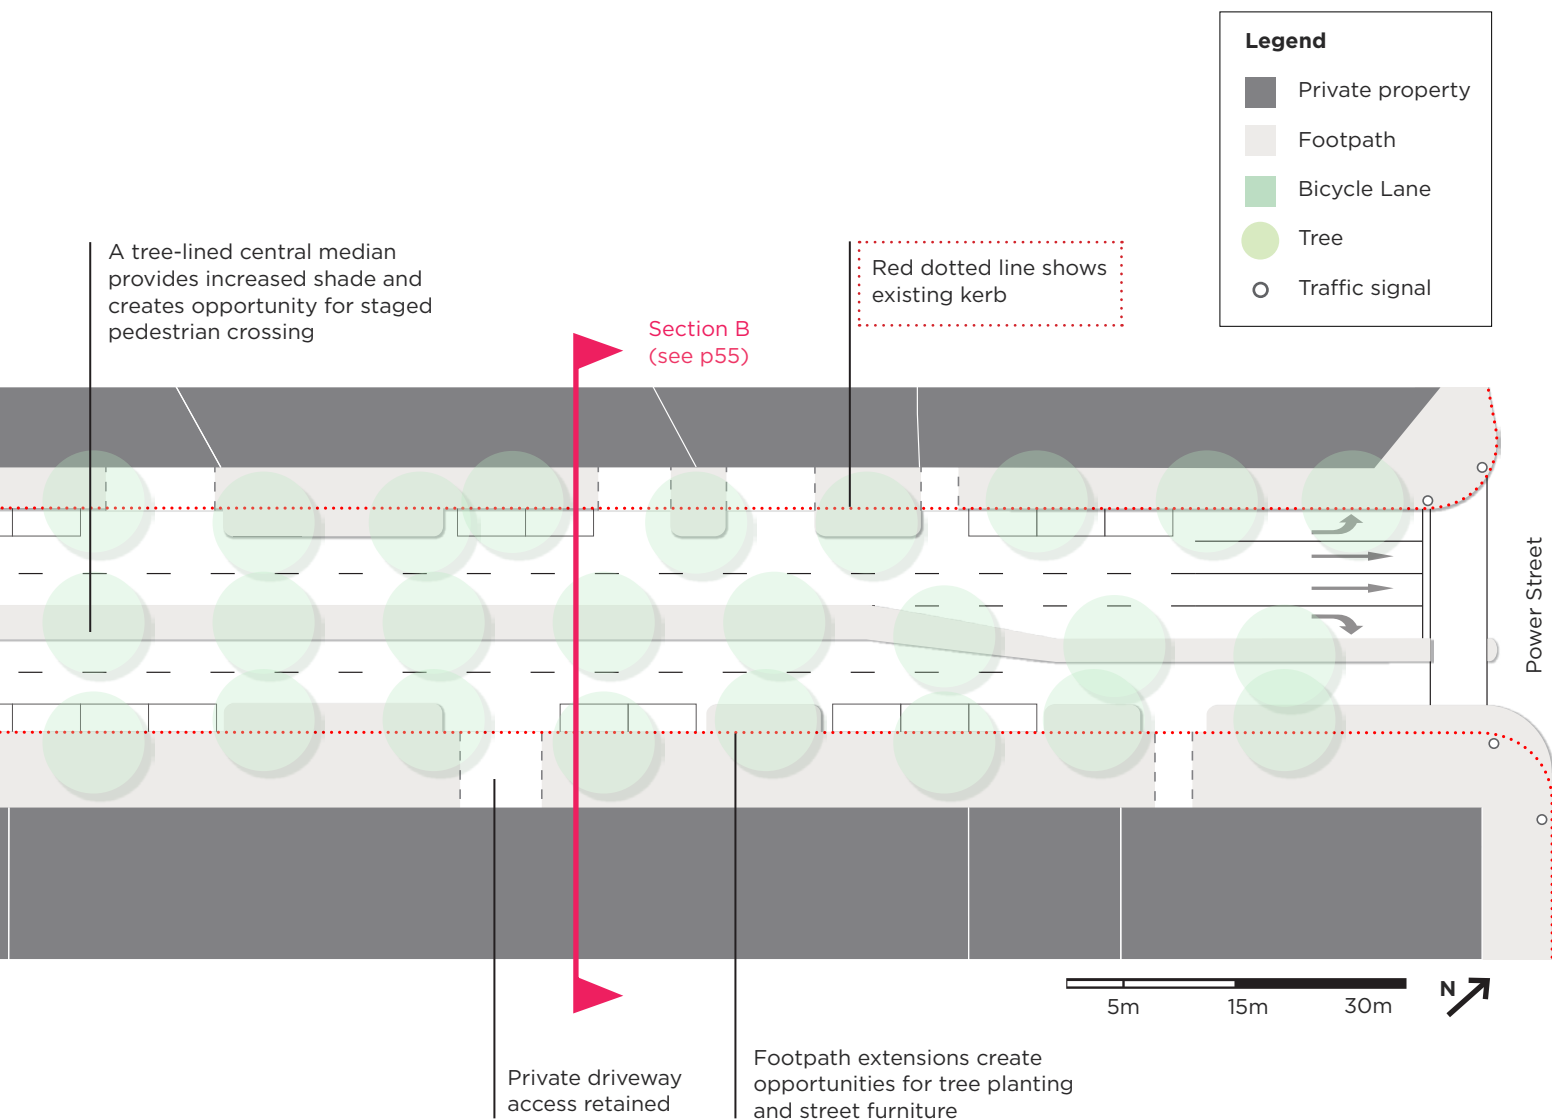 Legend
Private property
Footpath
Bicycle Lane
Tree
Traffic signal
A tree-lined central median
provides increased shade and
creates opportunity for staged
pedestrian crossing
Section B
(see p55)
Red dotted line shows
existing kerb
Power Street
5m
15m
30m
N
Private driveway
access retained
Footpath extensions create
opportunities for tree planting
and street furniture